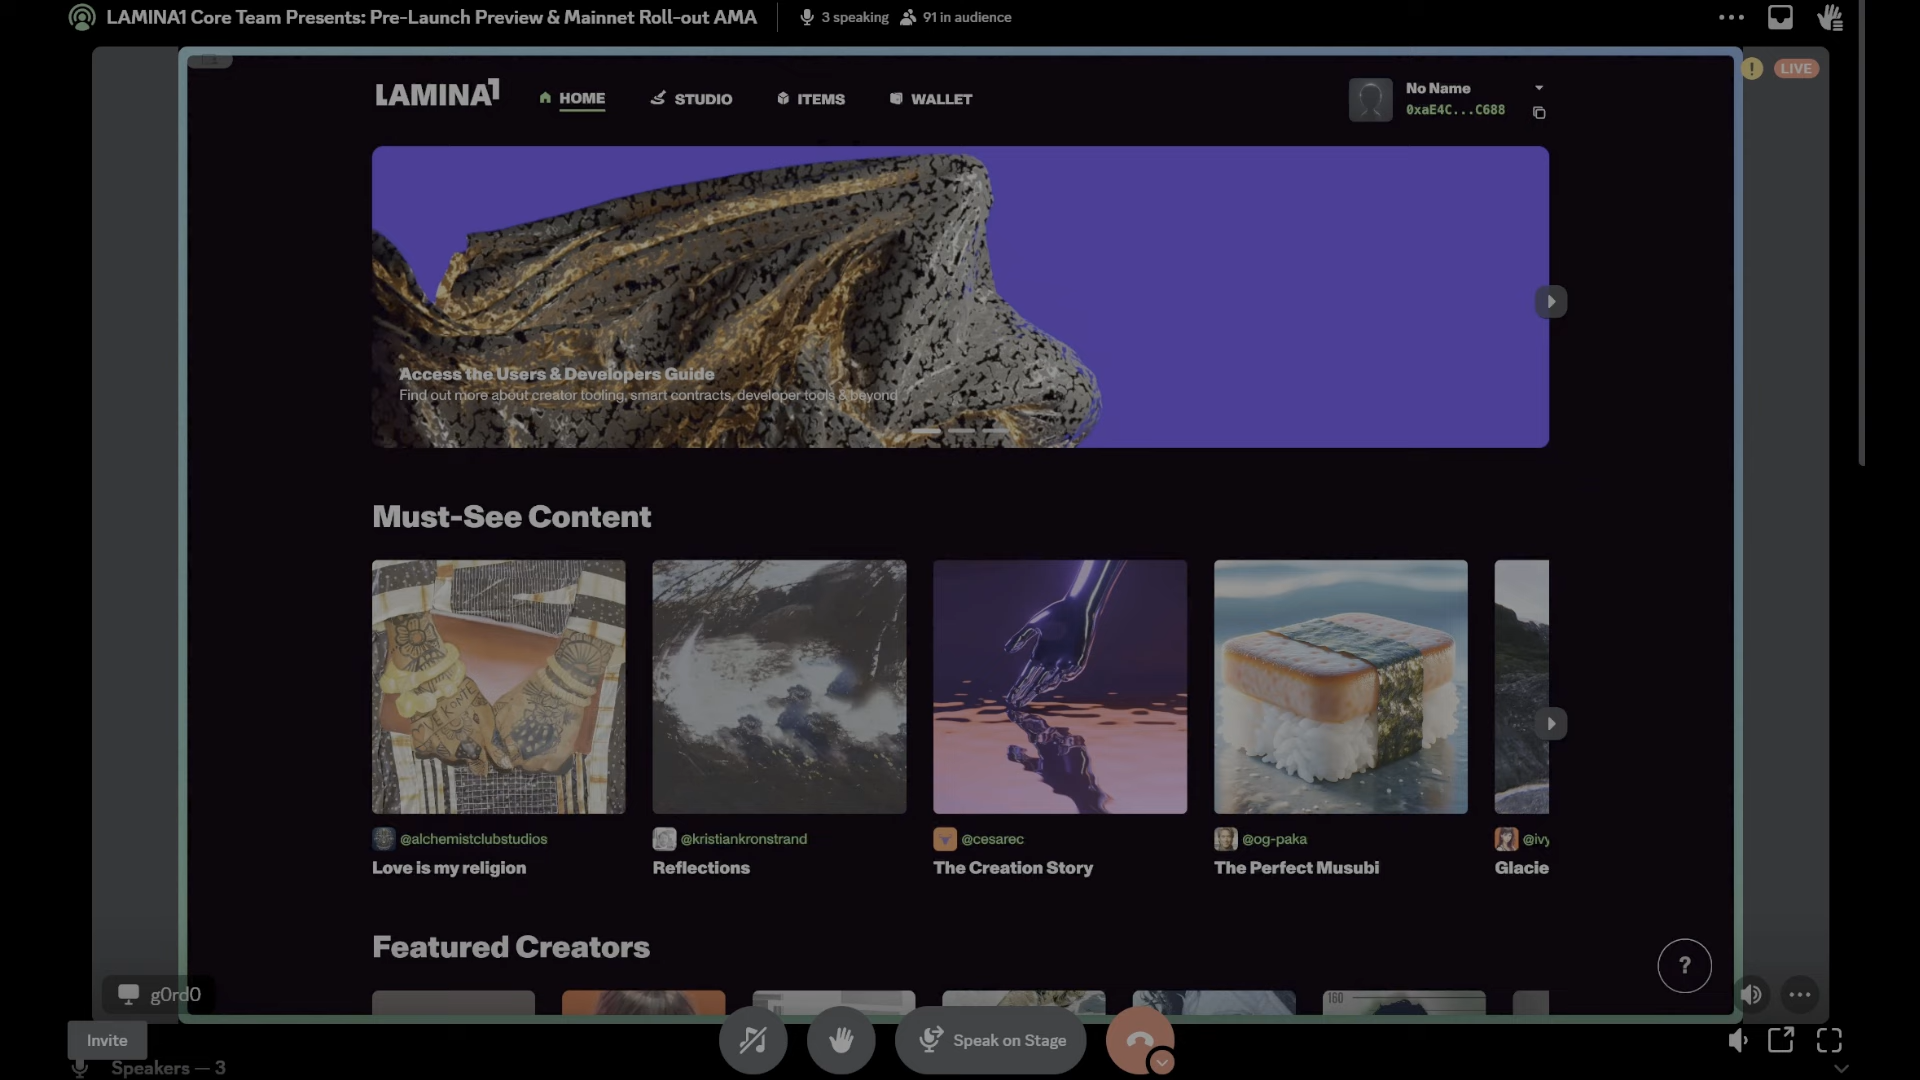 LAMINA1 Core Team Presents: Pre-Launch Preview & Mainnet Roll-out AMA
3 speaking
91 in audience
LIVE
LAMINA1
HOME
STUDIO
ITEMS
WALLET
No Name
0xaE4C...C688
Access the Users & Developers Guide
Find out more about creator tooling, smart contracts, developer tools & beyond
Must-See Content
@alchemistclubstudios
Love is my religion
@kristiankronstrand
Reflections
@cesarec
The Creation Story
@og-paka
The Perfect Musubi
@ivy
Glacie
Featured Creators
160
?
g0rd0
Invite
Speak on Stage
Speakers — 3